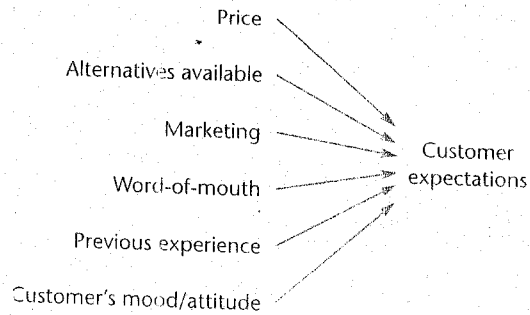 Price
Alternatives available
Marketing
Word-of-mouth
Previous experience
Customer's mood/attitude
Customer
expectations